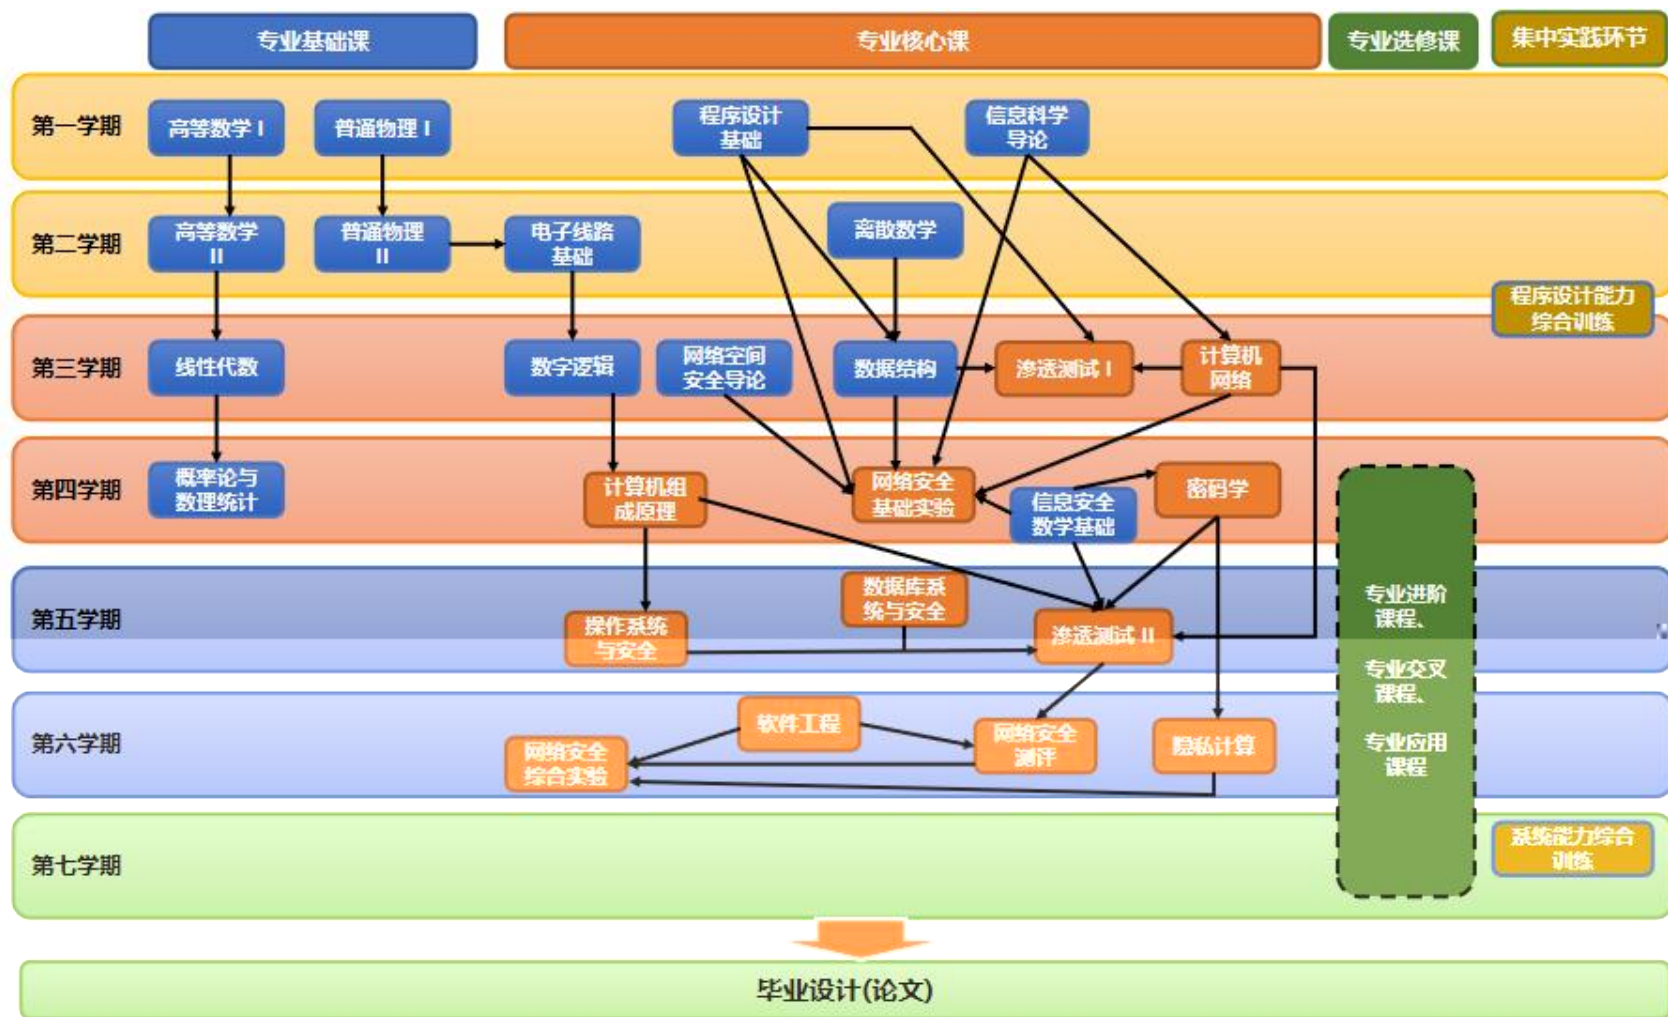 专业基础课
专业核心课
专业选修课
集中实践环节
第一学期
高等数学 I
普通物理 I
程序设计
基础
信息科学
导论
第二学期
高等数学
II
普通物理
II
电子线路
基础
离散数学
程序设计能力
综合训练
第三学期
线性代数
数字逻辑
网络空间
安全导论
数据结构
渗透测试 I
计算机
网络
第四学期
概率论与
数理统计
计算机组
成原理
网络安全
基础实验
信息安全
数学基础
密码学
第五学期
操作系统
与安全
数据库系
统与安全
渗透测试 II
专业进阶
课程、
专业交叉
课程、
专业应用
课程
第六学期
网络安全
综合实验
软件工程
网络安全
测评
隐私计算
第七学期
系统能力综合
训练
毕业设计(论文)